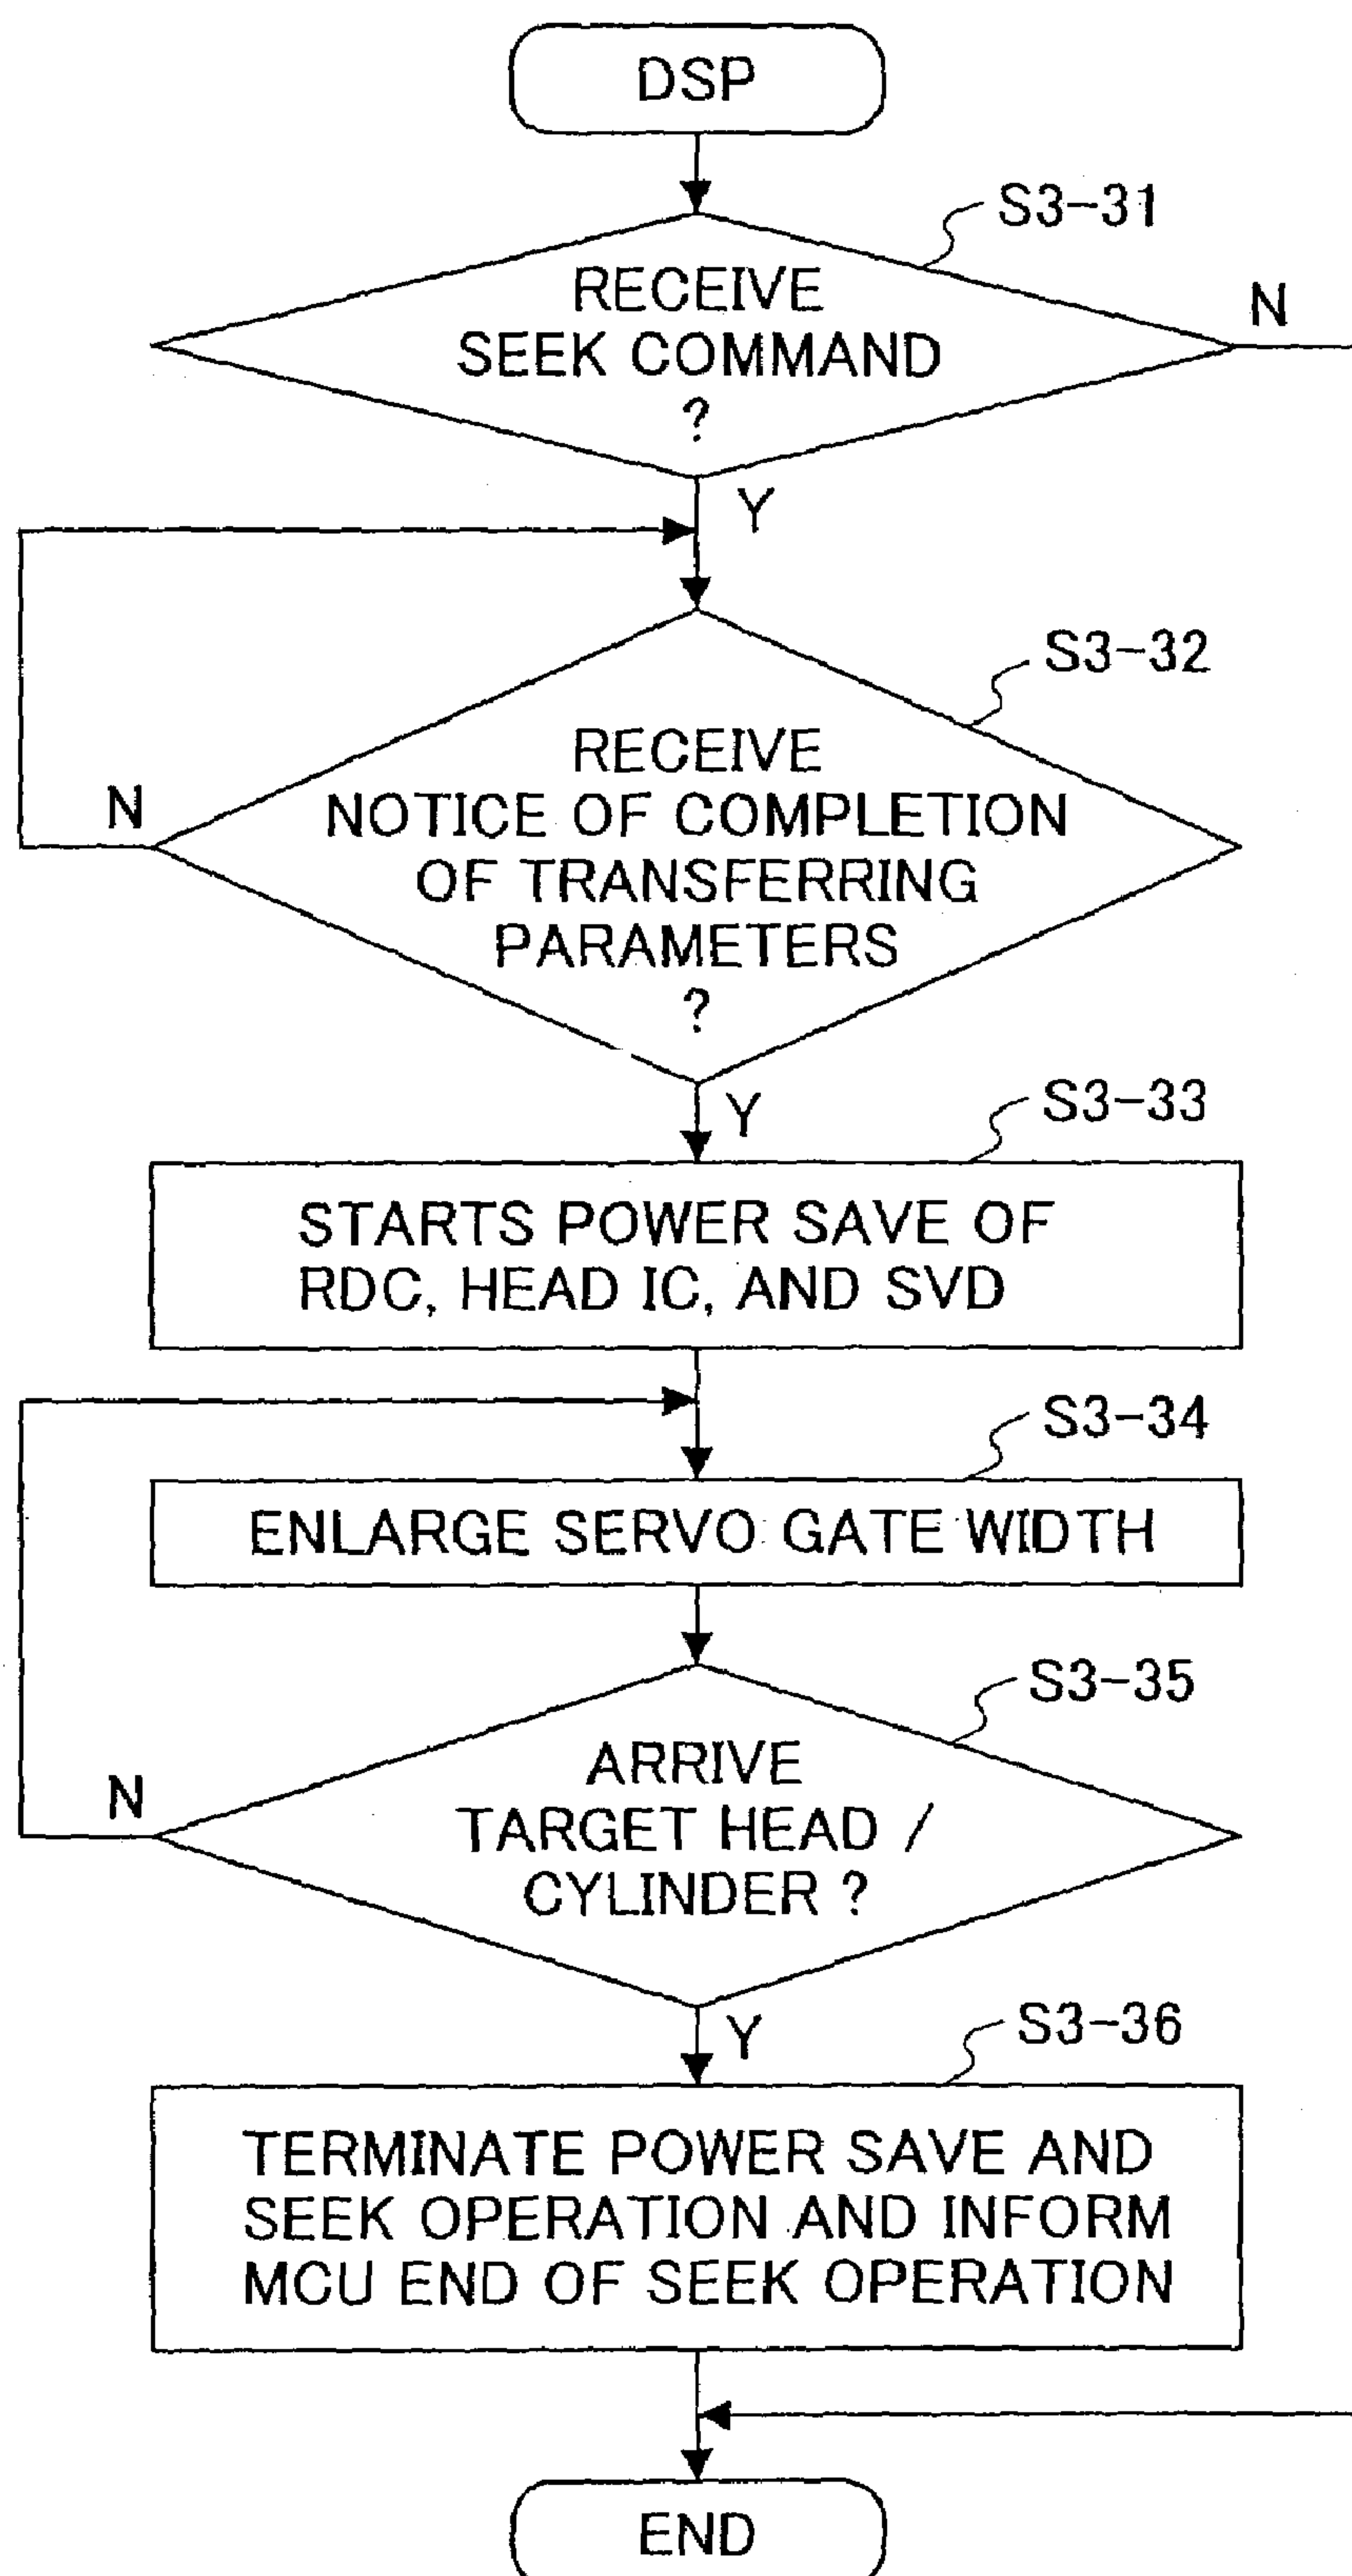 DSP
S3-31
RECEIVE
SEEK COMMAND
?
N
Y
S3-32
RECEIVE
NOTICE OF COMPLETION
OF TRANSFERRING
PARAMETERS
?
N
Y
S3-33
STARTS POWER SAVE OF
RDC, HEAD IC, AND SVD
S3-34
ENLARGE SERVO GATE WIDTH
S3-35
ARRIVE
TARGET HEAD /
CYLINDER ?
N
Y
S3-36
TERMINATE POWER SAVE AND
SEEK OPERATION AND INFORM
MCU END OF SEEK OPERATION
END